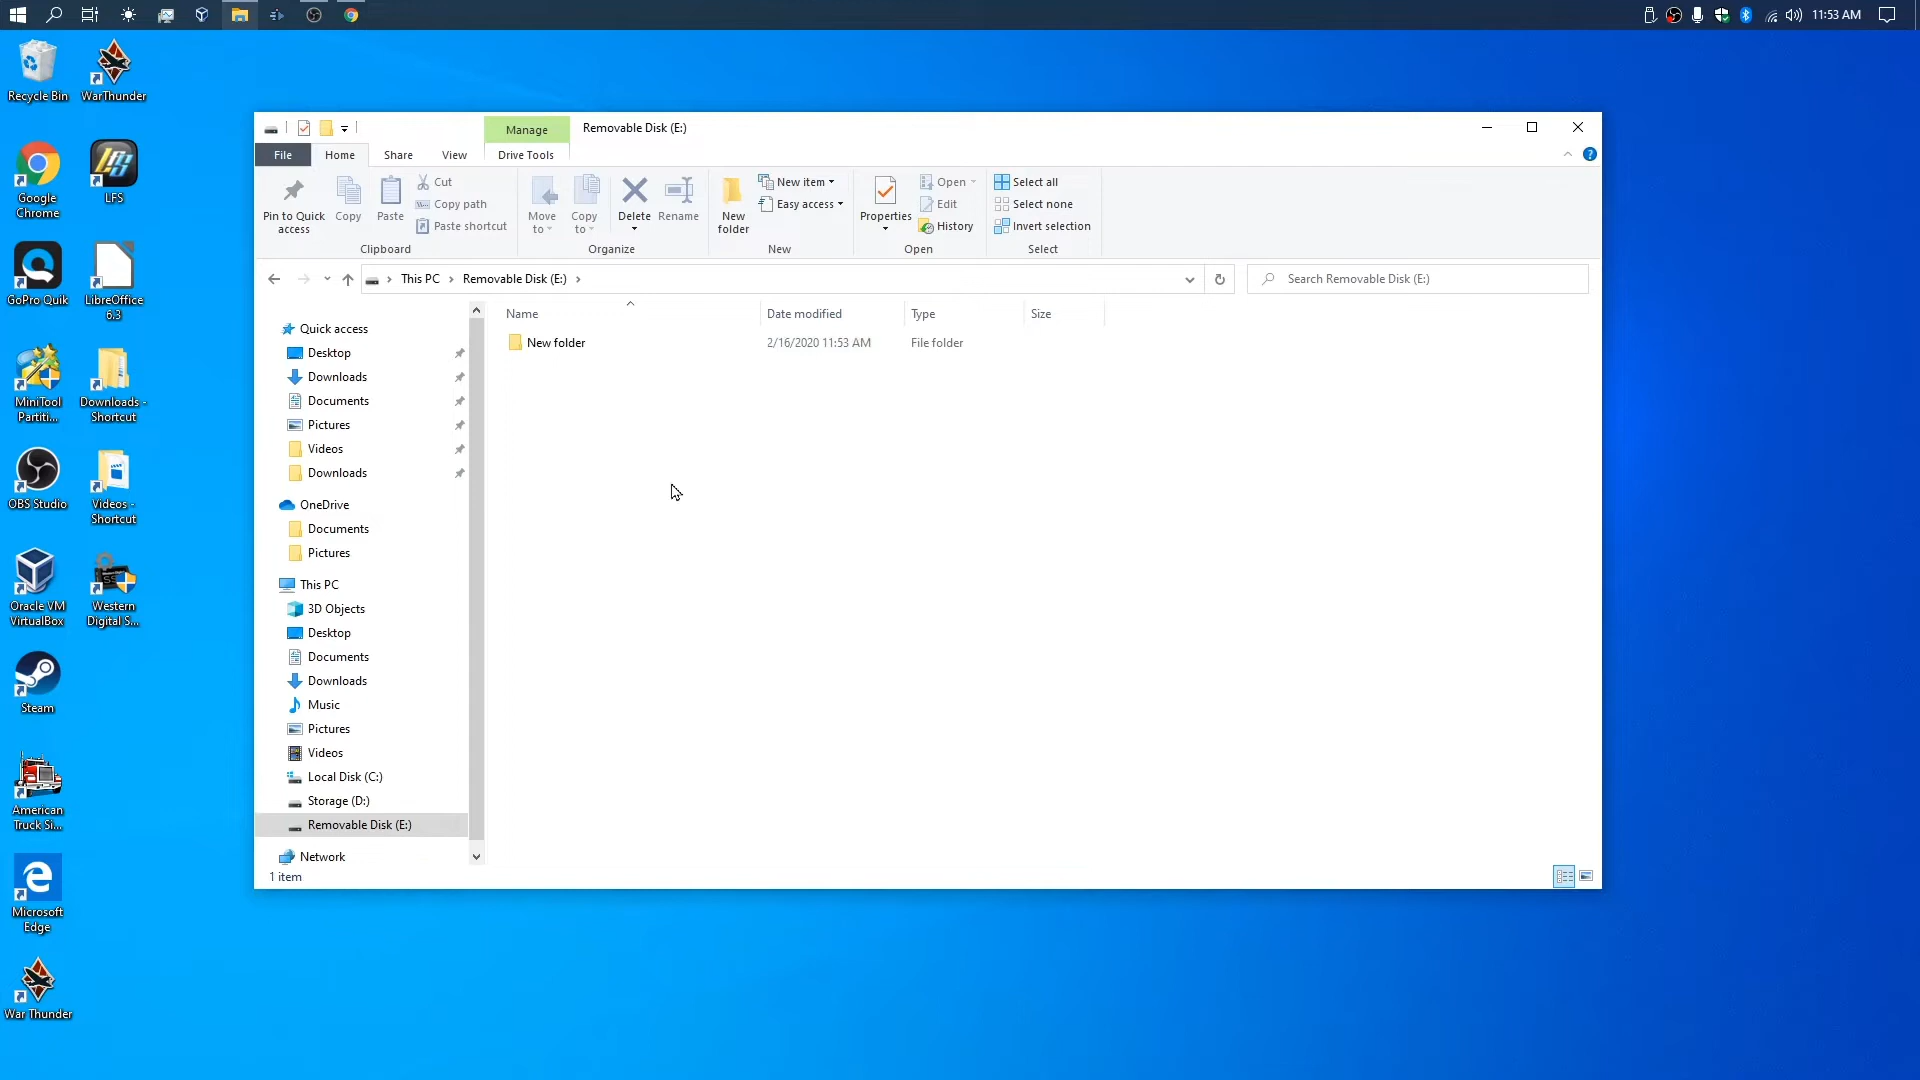 11:53 AM
Recycle Bin
WarThunder
Google
Chrome
LFS
GoPro Quik
LibreOffice
6.3
MiniTool
Partiti...
Downloads -
Shortcut
OBS Studio
Videos -
Shortcut
Oracle VM
VirtualBox
Western
Digital S...
Steam
American
Truck Si...
Microsoft
Edge
War Thunder
Manage
Removable Disk (E:)
File
Home
Share
View
Drive Tools
Pin to Quick
access
Copy
Paste
Cut
Copy path
Paste shortcut
Clipboard
Move
to
Copy
to
Delete
Rename
Organize
New
folder
New item
Easy access
New
Properties
Open
Edit
History
Open
Select all
Select none
Invert selection
Select
This PC
Removable Disk (E:)
Search Removable Disk (E:)
Quick access
Desktop
Downloads
Documents
Pictures
Videos
Downloads
OneDrive
Documents
Pictures
This PC
3D Objects
Desktop
Documents
Downloads
Music
Pictures
Videos
Local Disk (C:)
Storage (D:)
Removable Disk (E:)
Network
Name
Date modified
Type
Size
New folder
2/16/2020 11:53 AM
File folder
1 item